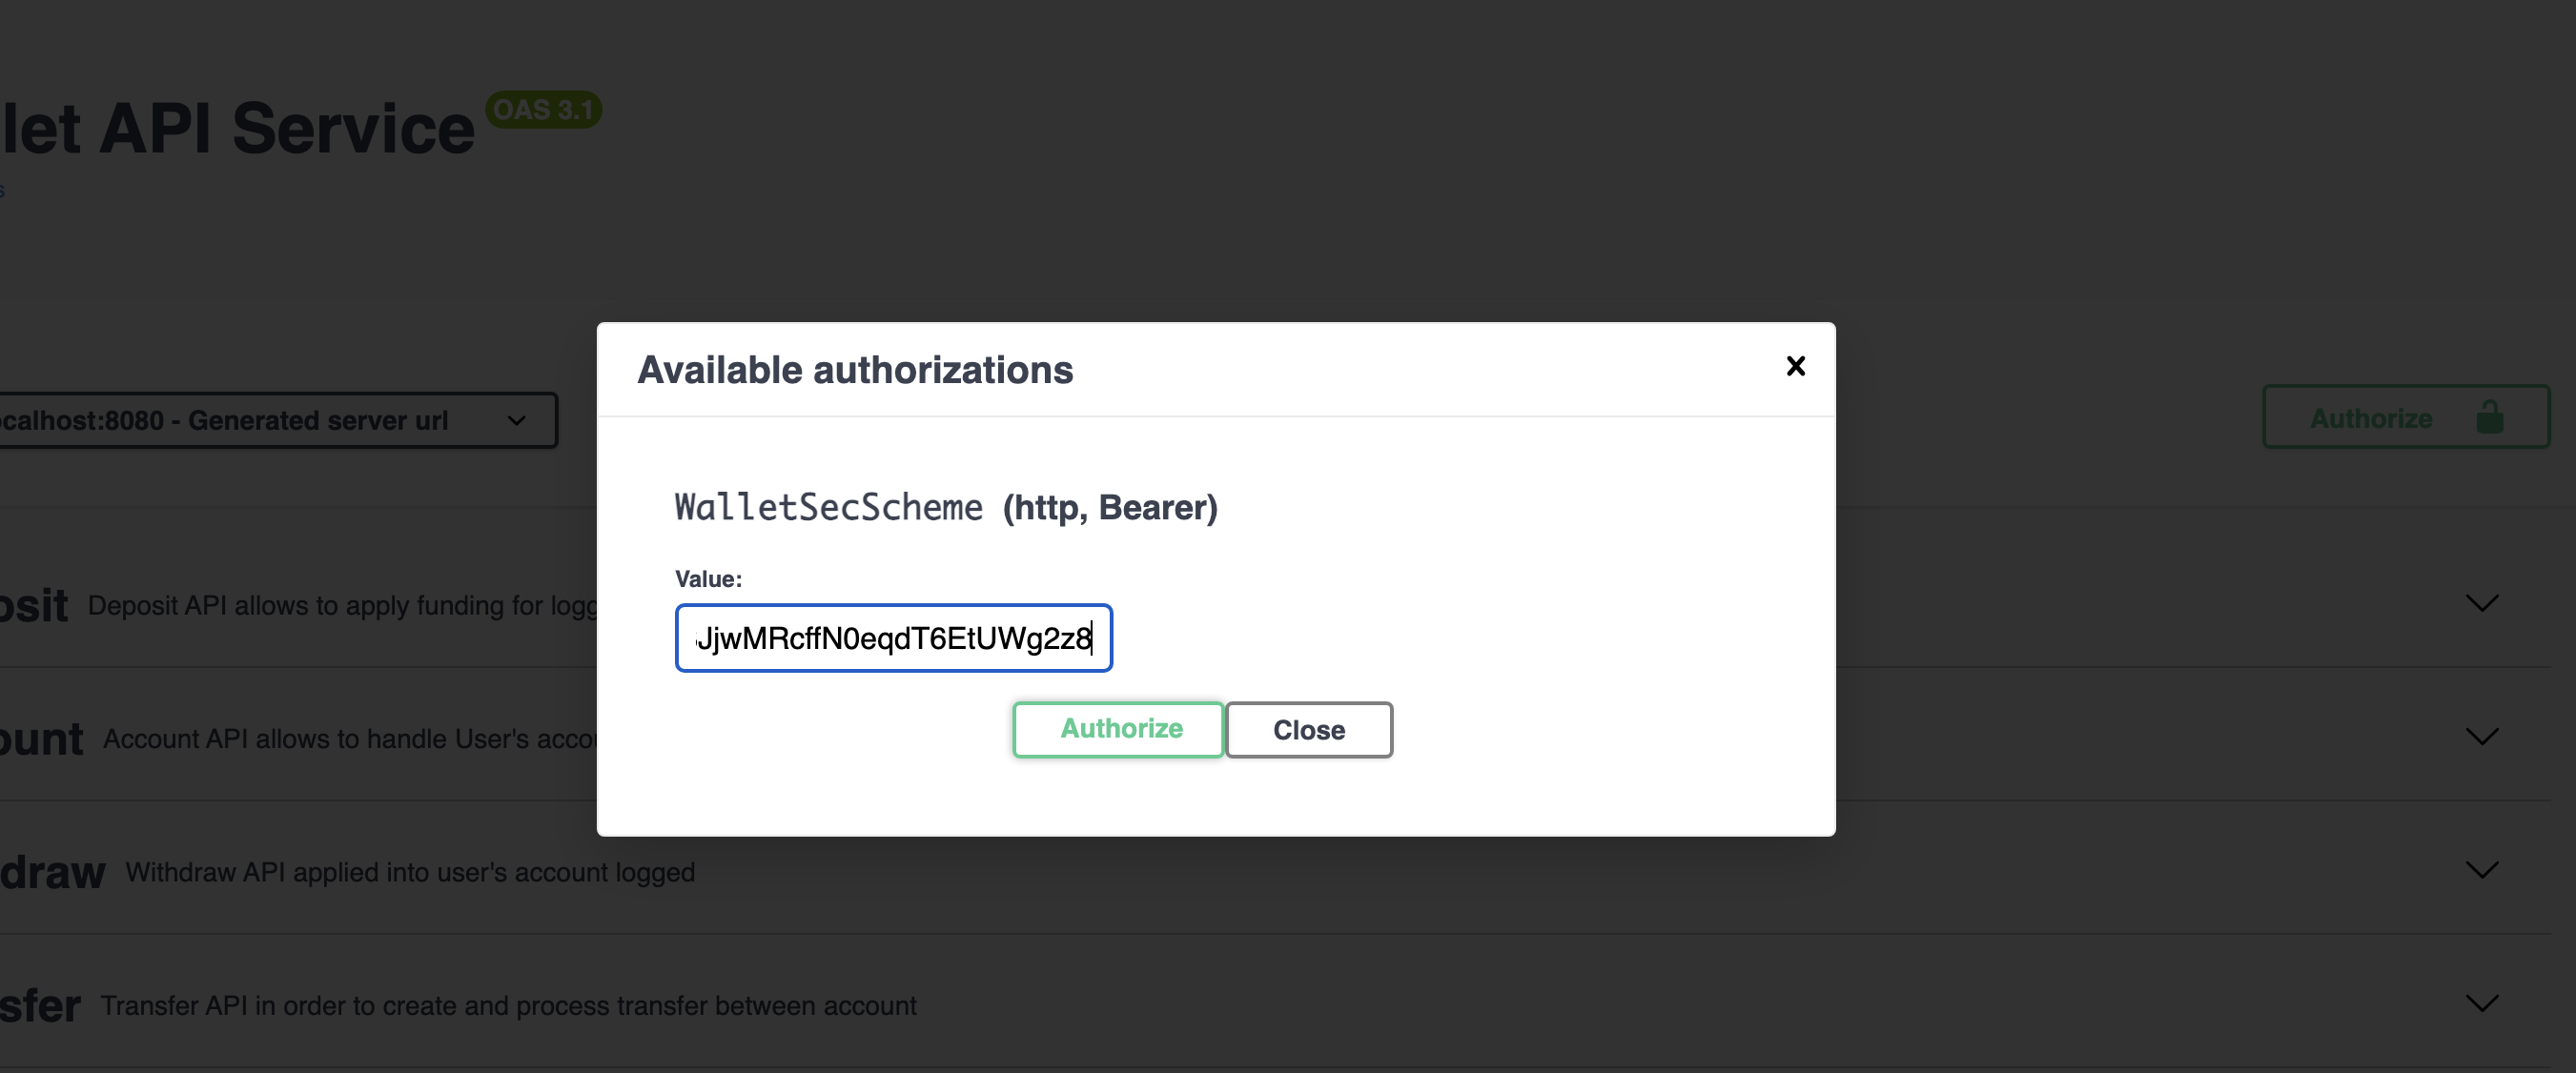 let API Service OAS 3.1
s
Available authorizations
calhost:8080 - Generated server url
Authorize
WalletSecScheme (http, Bearer)
Value:
JjwMRcffN0eqdT6EtUWg2z8
osit Deposit API allows to apply funding for logg
Authorize Close
ount Account API allows to handle User's accou
draw Withdraw API applied into user's account logged
sfer Transfer API in order to create and process transfer between account